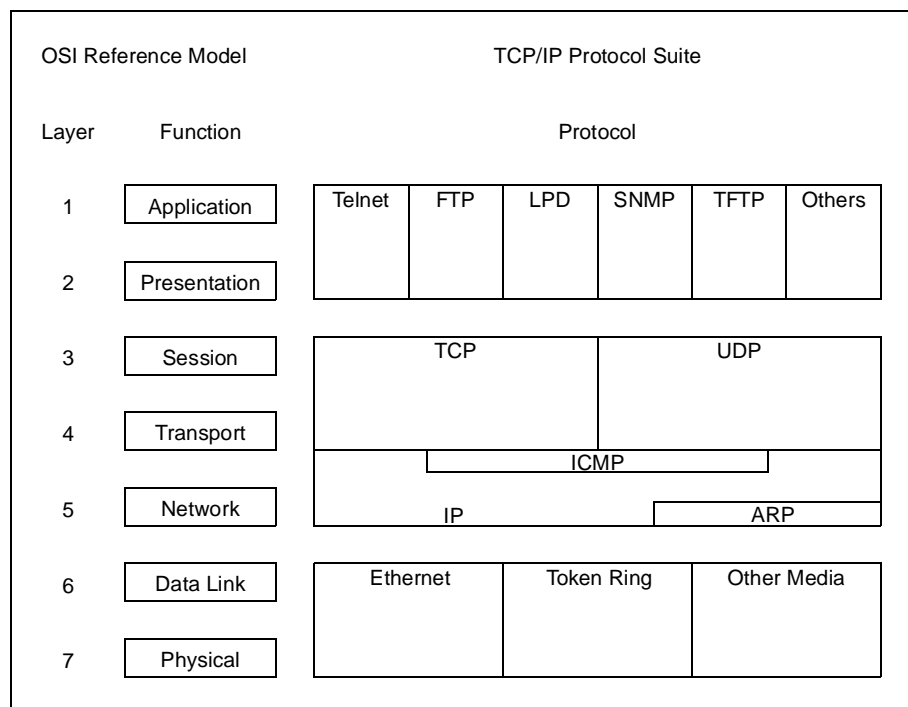 OSI Reference Model TCP/IP Protocol Suite
Layer Function Protocol
1 Application Telnet FTP LPD SNMP TFTP Others
2 Presentation
3 Session TCP UDP
4 Transport
ICMP
5 Network IP ARP
6 Data Link Ethernet Token Ring Other Media
7 Physical